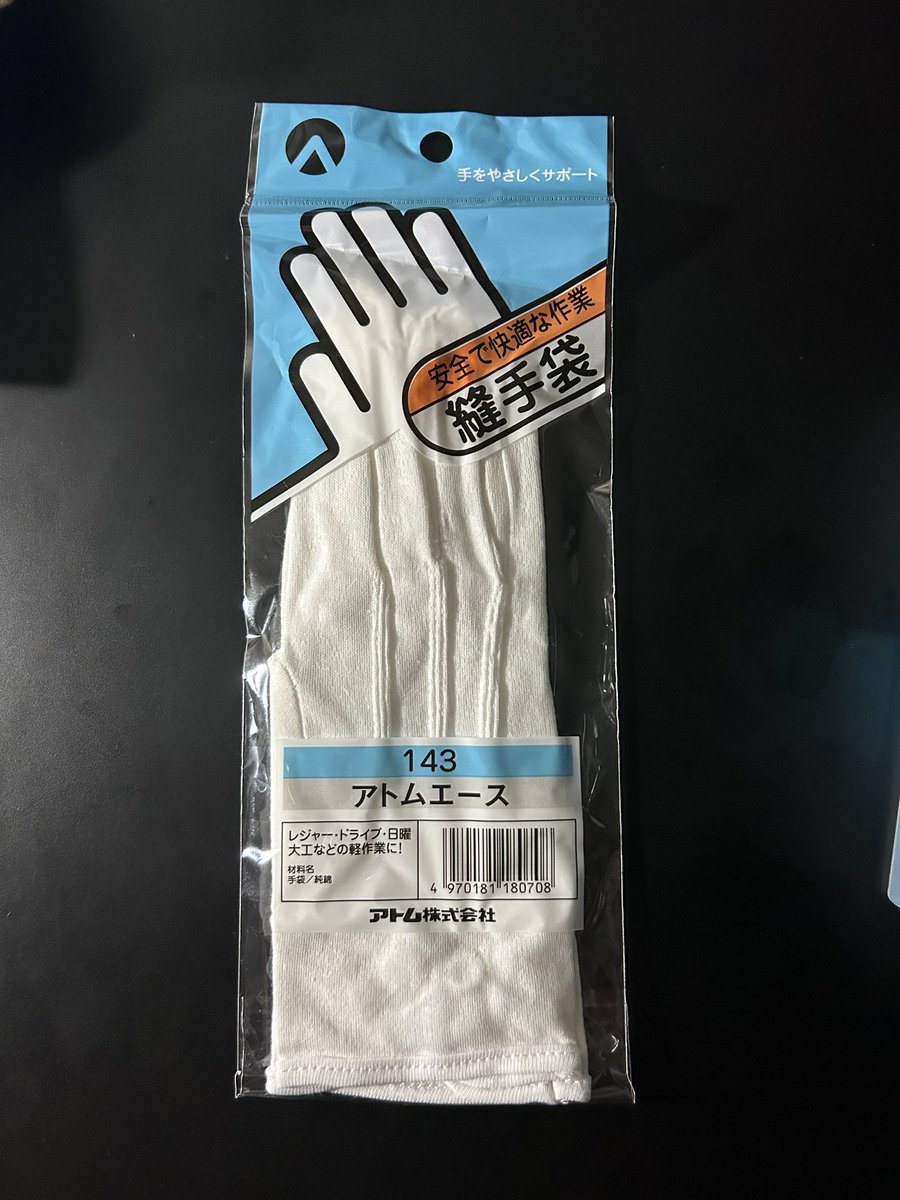 手をやさしくサポート
安全で快適な作業
縫手袋
143
アトムエース
レジャー・ドライブ・日曜
大工などの軽作業に!
材料名
手袋/純綿
4 970181 180708
アトム株式会社